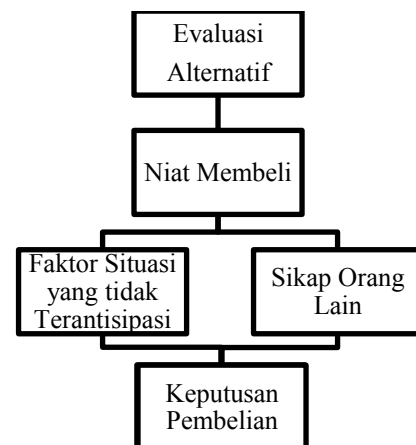 Evaluasi
Alternatif
Niat Membeli
Faktor Situasi
yang tidak
Terantisipasi
Sikap Orang
Lain
Keputusan
Pembelian